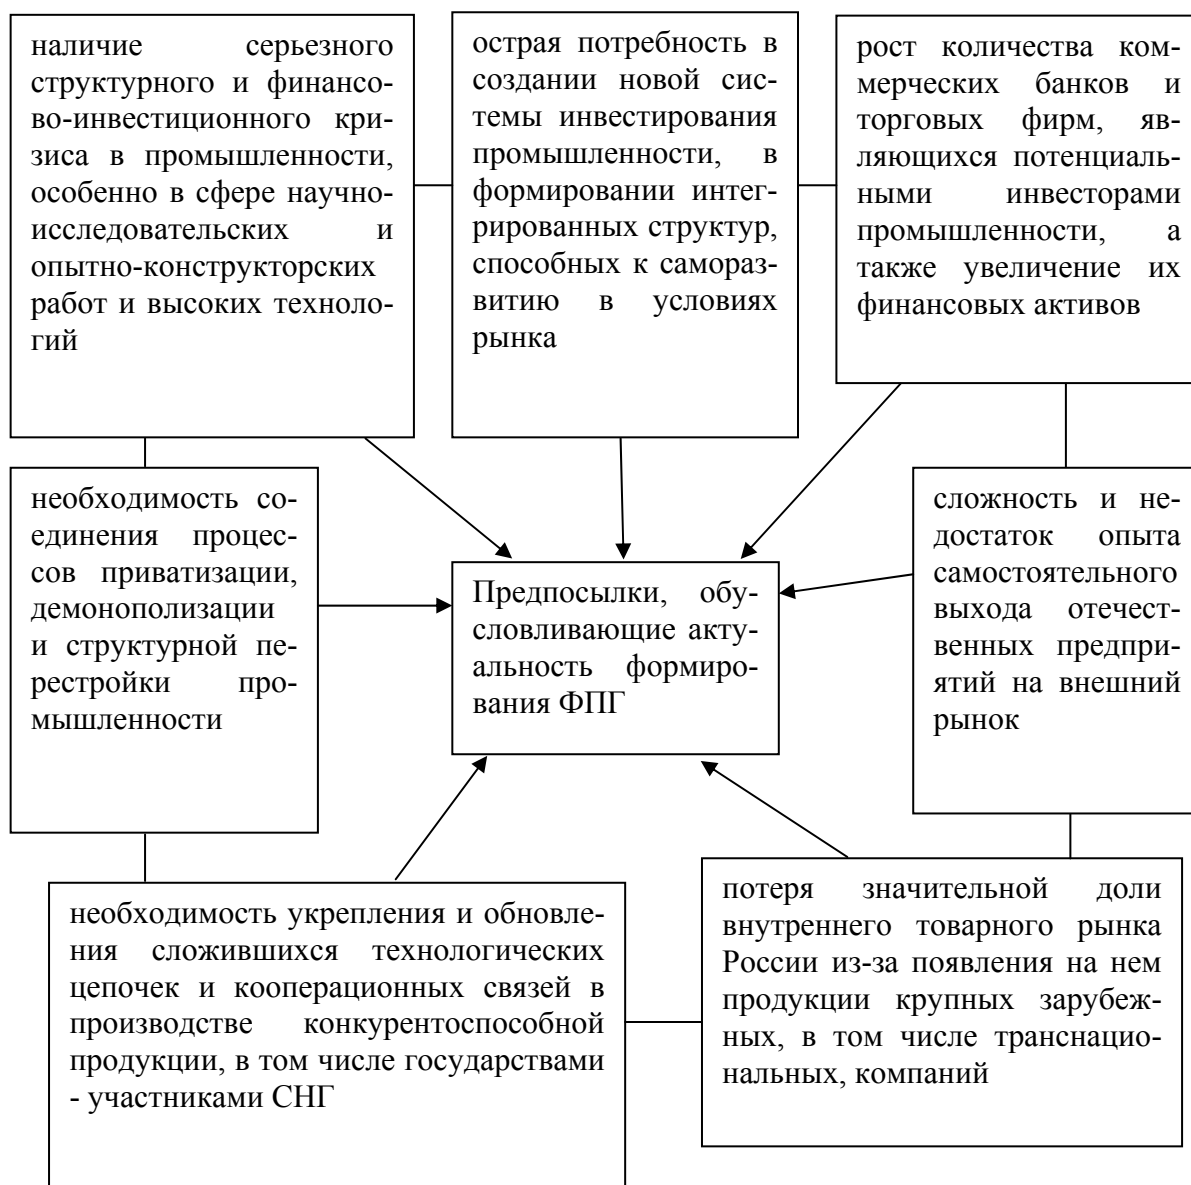 наличие серьезного
структурного и финансо-
во-инвестиционного кри-
зиса в промышленности,
особенно в сфере научно-
исследовательских и
опытно-конструкторских
работ и высоких техноло-
гий
острая потребность в
создании новой сис-
темы инвестирования
промышленности, в
формировании интег-
рированных структур,
способных к самораз-
витию в условиях
рынка
рост количества ком-
мерческих банков и
торговых фирм, яв-
ляющихся потенциаль-
ными инвесторами
промышленности, а
также увеличение их
финансовых активов
необходимость со-
единения процес-
сов приватизации,
демонополизации
и структурной пе-
рестройки про-
мышленности
Предпосылки, обу-
словливающие акту-
альность формиро-
вания ФПГ
сложность и не-
достаток опыта
самостоятельного
выхода отечест-
венных предпри-
ятий на внешний
рынок
необходимость укрепления и обновле-
ния сложившихся технологических
цепочек и кооперационных связей в
производстве конкурентоспособной
продукции, в том числе государствами
- участниками СНГ
потеря значительной доли
внутреннего товарного рынка
России из-за появления на нем
продукции крупных зарубеж-
ных, в том числе транснацио-
нальных, компаний